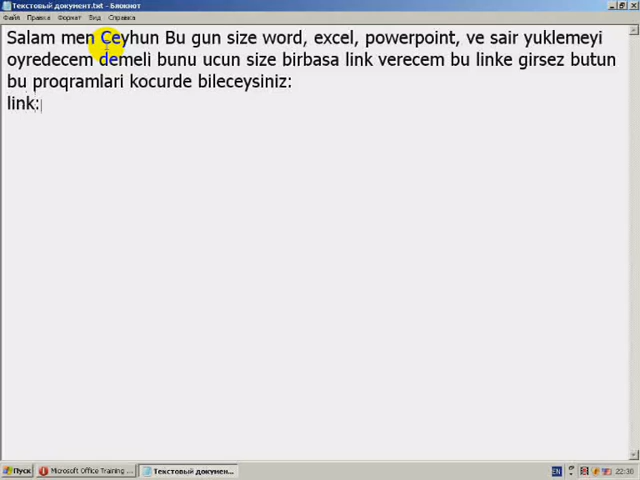 Текстовый документ.txt - Блокнот
Файл Правка Формат Вид Справка
Salam men Ceyhun Bu gun size word, excel, powerpoint, ve sair yuklemeyi
oyredecem demeli bunu ucun size birbasa link verecem bu linke girsez butun
bu proqramlari kocurde bileceysiniz:
link:
Пуск Microsoft Office Training ... Текстовый докумен... EN 22:30